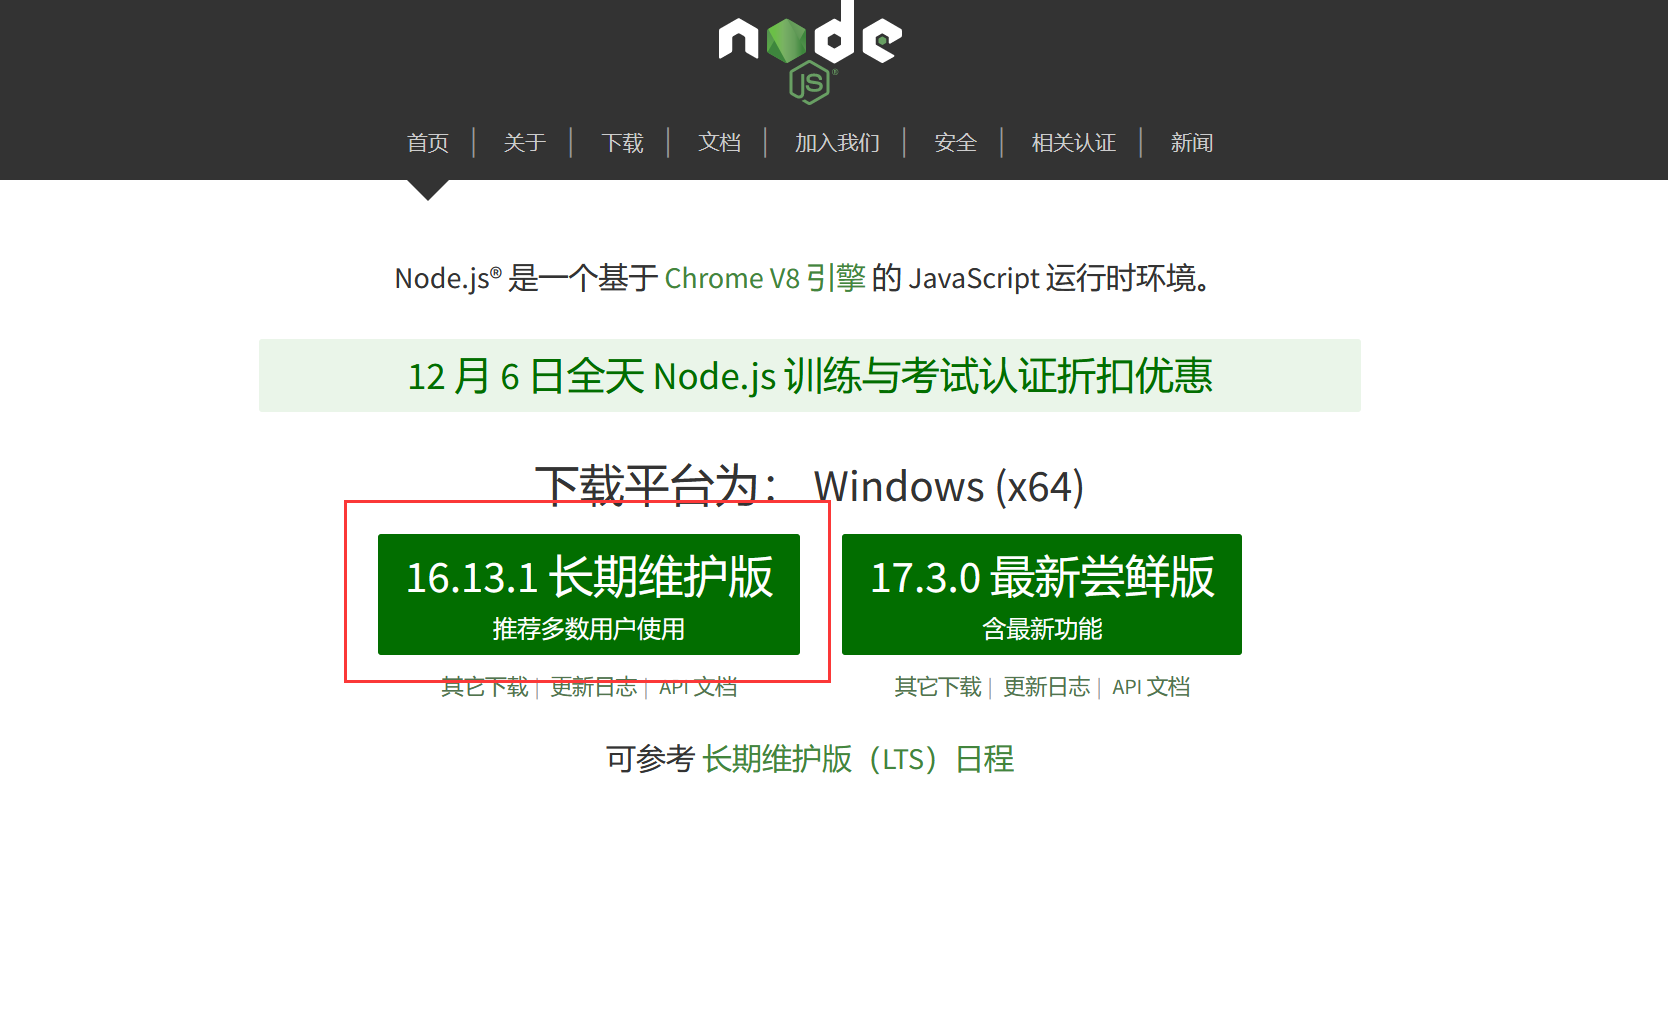 node
JS®
首页 | 关于 | 下载 | 文档 | 加入我们 | 安全 | 相关认证 | 新闻
Node.js® 是一个基于 Chrome V8 引擎 的 JavaScript 运行时环境。
12 月 6 日全天 Node.js 训练与考试认证折扣优惠
下载平台为： Windows (x64)
16.13.1 长期维护版
推荐多数用户使用
其它下载 | 更新日志 | API 文档
17.3.0 最新尝鲜版
含最新功能
其它下载 | 更新日志 | API 文档
可参考 长期维护版（LTS）日程